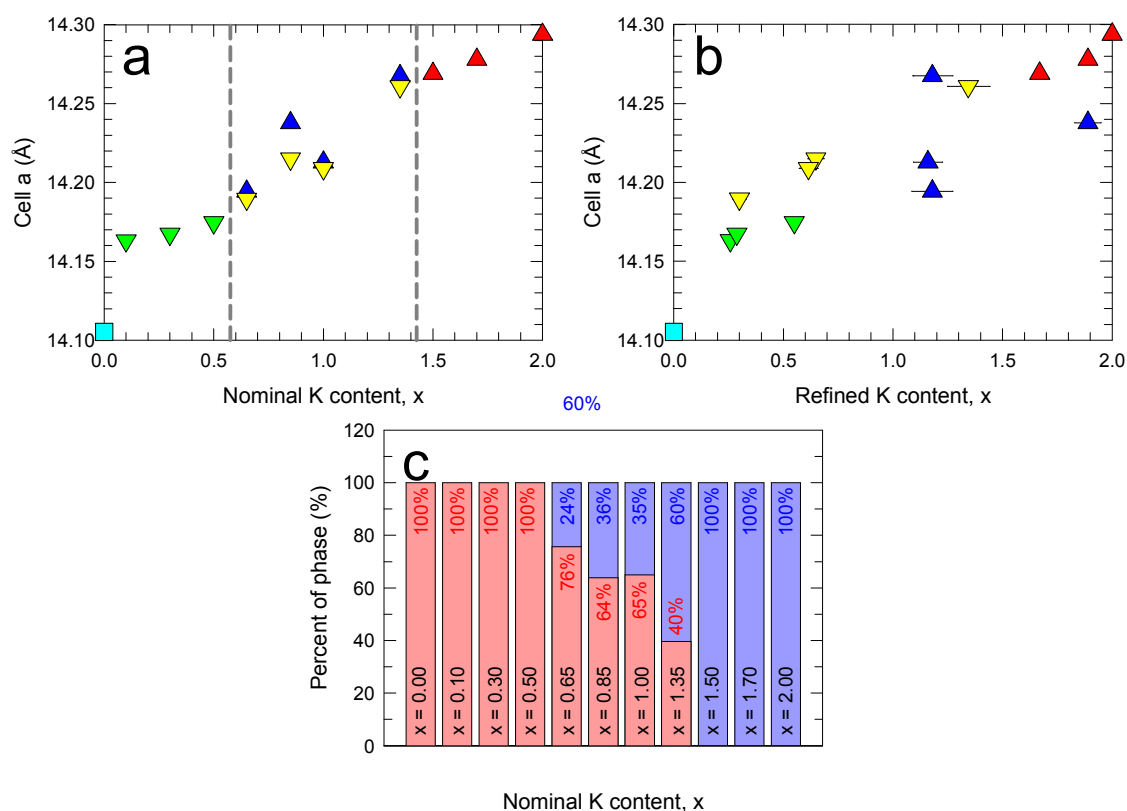 a
14.30
14.25
14.20
14.15
14.10
Cell a (Å)
0.0 0.5 1.0 1.5 2.0
Nominal K content, x
b
14.30
14.25
14.20
14.15
14.10
Cell a (Å)
0.0 0.5 1.0 1.5 2.0
Refined K content, x
60%
c
120
100
80
60
40
20
0
Percent of phase (%)
100% 100% 100% 100% 24% 36% 35% 60% 100% 100% 100%
76% 64% 65% 40%
x = 0.00 x = 0.10 x = 0.30 x = 0.50 x = 0.65 x = 0.85 x = 1.00 x = 1.35 x = 1.50 x = 1.70 x = 2.00
Nominal K content, x